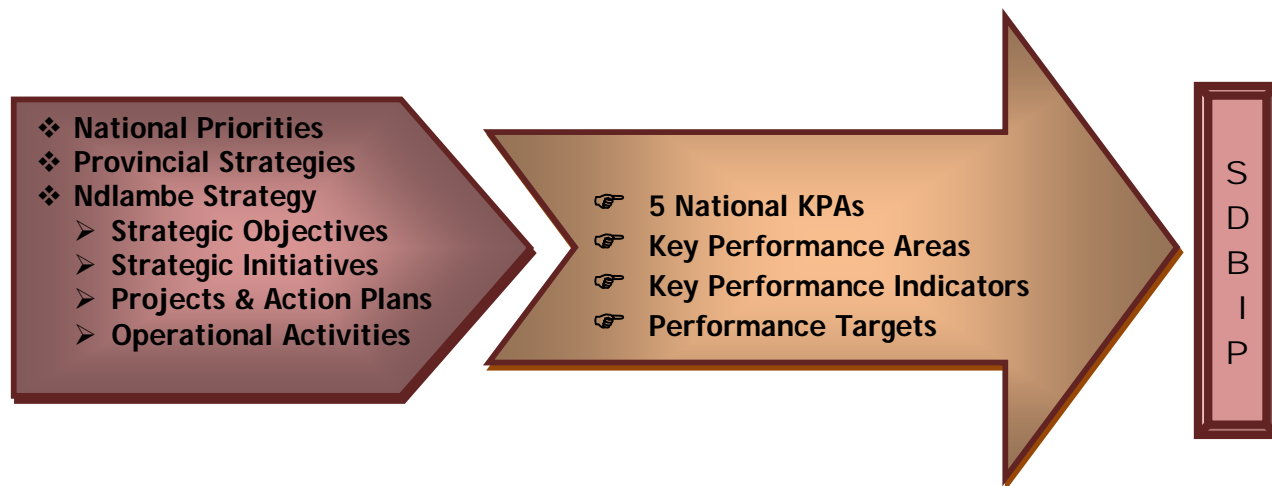 ❖ National Priorities
❖ Provincial Strategies
❖ Ndlambe Strategy
➢ Strategic Objectives
➢ Strategic Initiatives
➢ Projects & Action Plans
➢ Operational Activities
☞ 5 National KPAs
☞ Key Performance Areas
☞ Key Performance Indicators
☞ Performance Targets
S
D
B
I
P